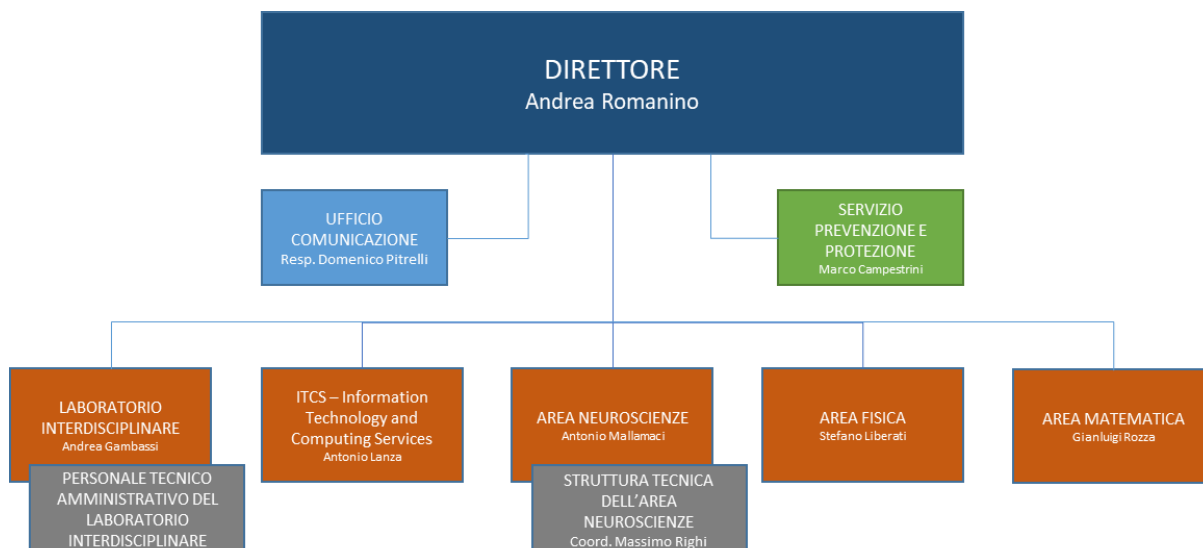 DIRETTORE
Andrea Romanino
UFFICIO
COMUNICAZIONE
Resp. Domenico Pitrelli
SERVIZIO
PREVENZIONE E
PROTEZIONE
Marco Campestrini
LABORATORIO
INTERDISCIPLINARE
Andrea Gambassi
ITCS – Information
Technology and
Computing Services
Antonio Lanza
AREA NEUROSCIENZE
Antonio Mallamaci
AREA FISICA
Stefano Liberati
AREA MATEMATICA
Gianluigi Rozza
PERSONALE TECNICO
AMMINISTRATIVO DEL
LABORATORIO
INTERDISCIPLINARE
STRUTTURA TECNICA
DELL’AREA
NEUROSCIENZE
Coord. Massimo Righi